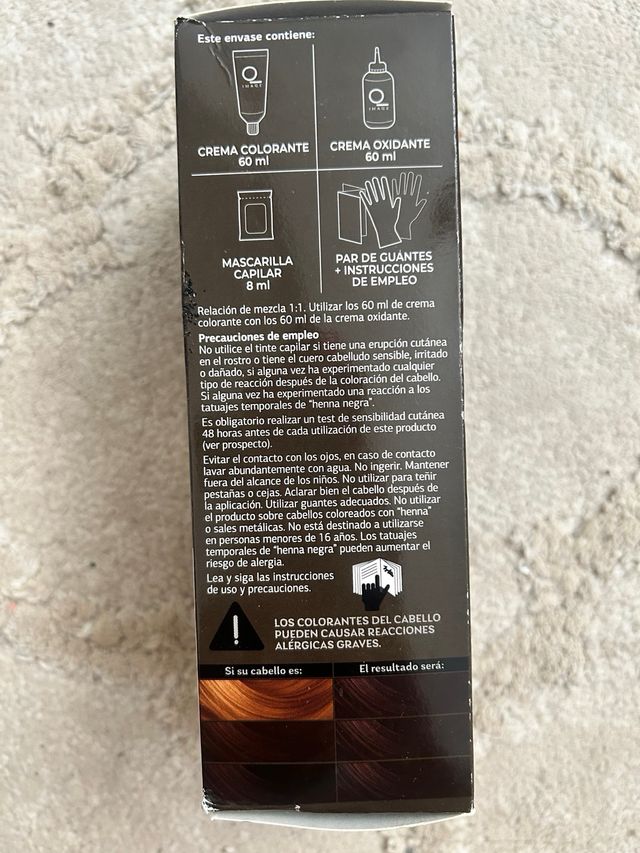 Este envase contiene:
Q
IMAGE
Q
IMAGE
CREMA COLORANTE
60 ml
CREMA OXIDANTE
60 ml
MASCARILLA
CAPILAR
8 ml
PAR DE GUANTES
+ INSTRUCCIONES
DE EMPLEO
Relación de mezcla 1:1. Utilizar los 60 ml de crema
colorante con los 60 ml de la crema oxidante.
Precauciones de empleo
No utilice el tinte capilar si tiene una erupción cutánea
en el rostro o tiene el cuero cabelludo sensible, irritado
o dañado, si alguna vez ha experimentado cualquier
tipo de reacción después de la coloración del cabello.
Si alguna vez ha experimentado una reacción a los
tatuajes temporales de "henna negra".
Es obligatorio realizar un test de sensibilidad cutánea
48 horas antes de cada utilización de este producto
(ver prospecto).
Evitar el contacto con los ojos, en caso de contacto
lavar abundantemente con agua. No ingerir. Mantener
fuera del alcance de los niños. No utilizar para teñir
pestañas o cejas. Aclarar bien el cabello después de
la aplicación. Utilizar guantes adecuados. No utilizar
el producto sobre cabellos coloreados con "henna"
o sales metálicas. No está destinado a utilizarse
en personas menores de 16 años. Los tatuajes
temporales de "henna negra" pueden aumentar el
riesgo de alergia.
Lea y siga las instrucciones
de uso y precauciones.
LOS COLORANTES DEL CABELLO
PUEDEN CAUSAR REACCIONES
ALÉRGICAS GRAVES.
Si su cabello es:
El resultado será: